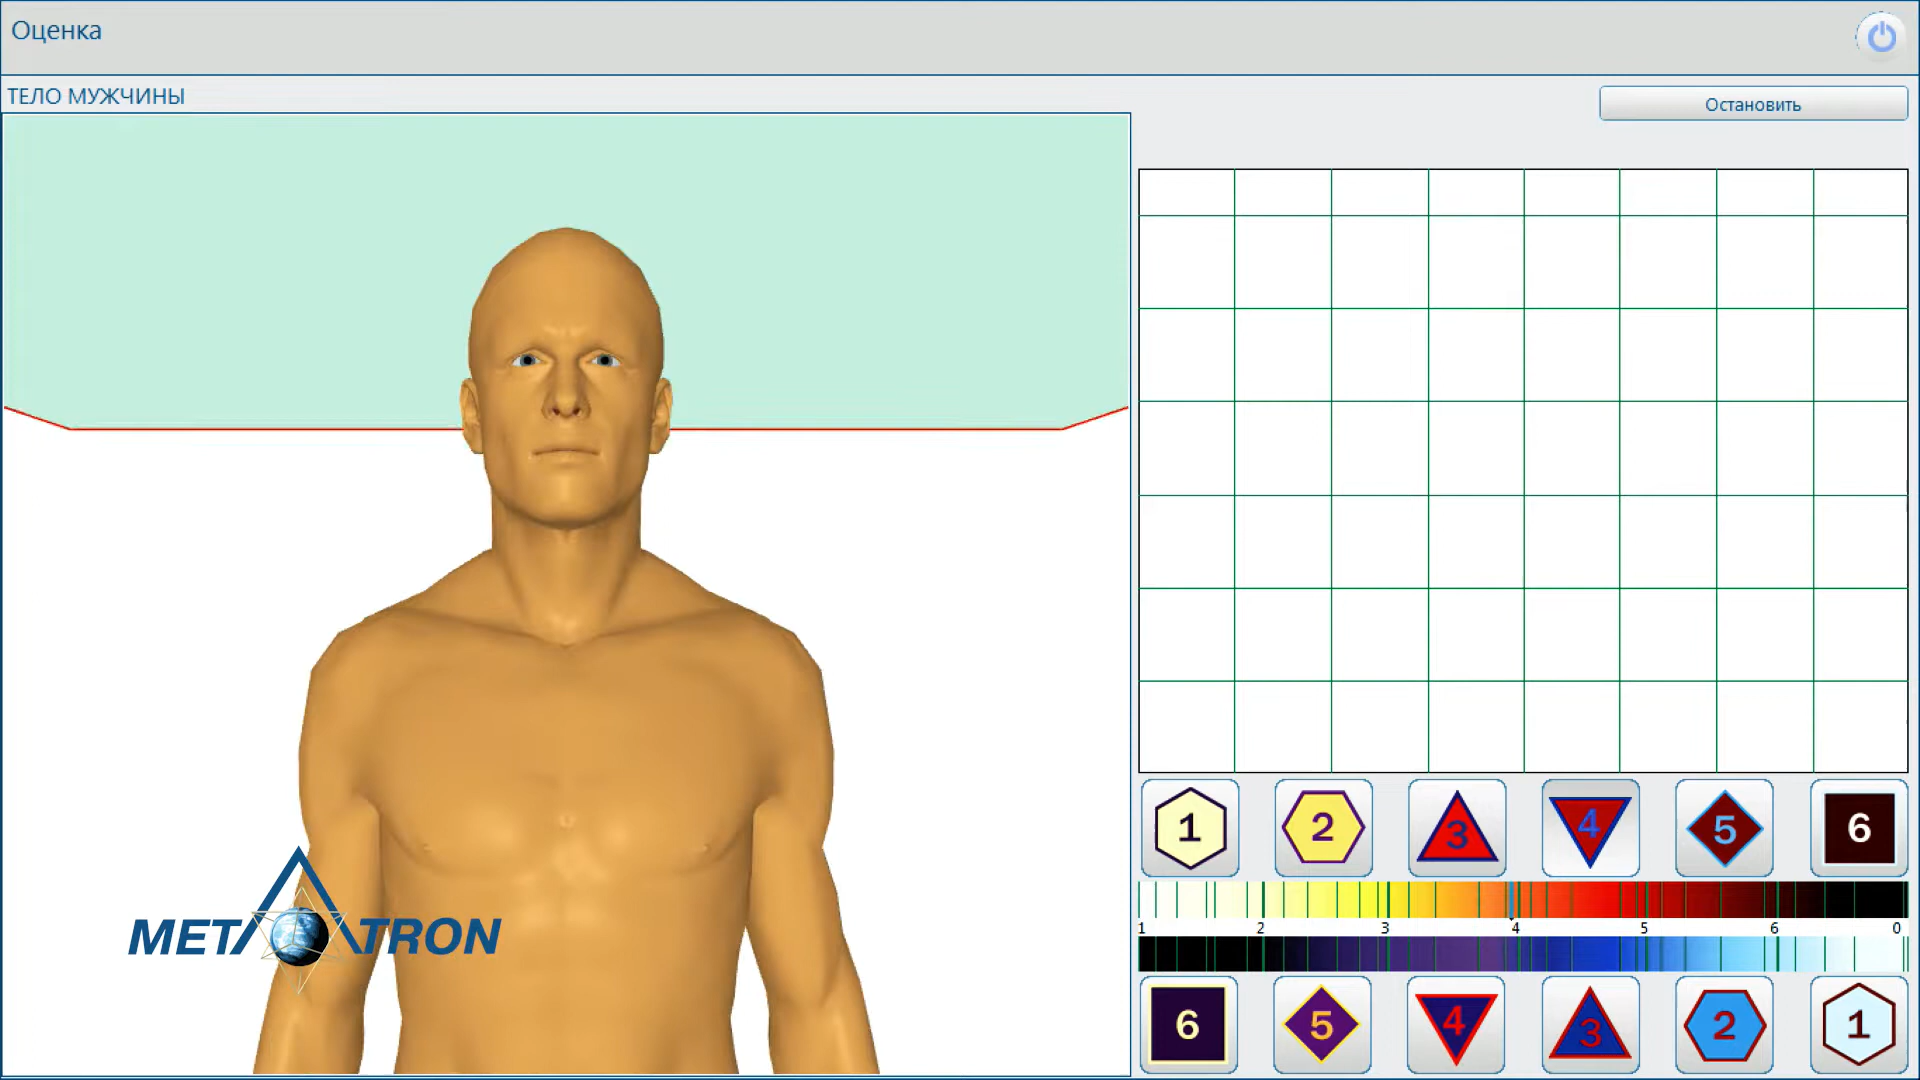 Оценка
ТЕЛО МУЖЧИНЫ
Остановить
1 2 3 4 5 6
1 2 3 4 5 6 0
6 5 4 3 2 1
METATRON